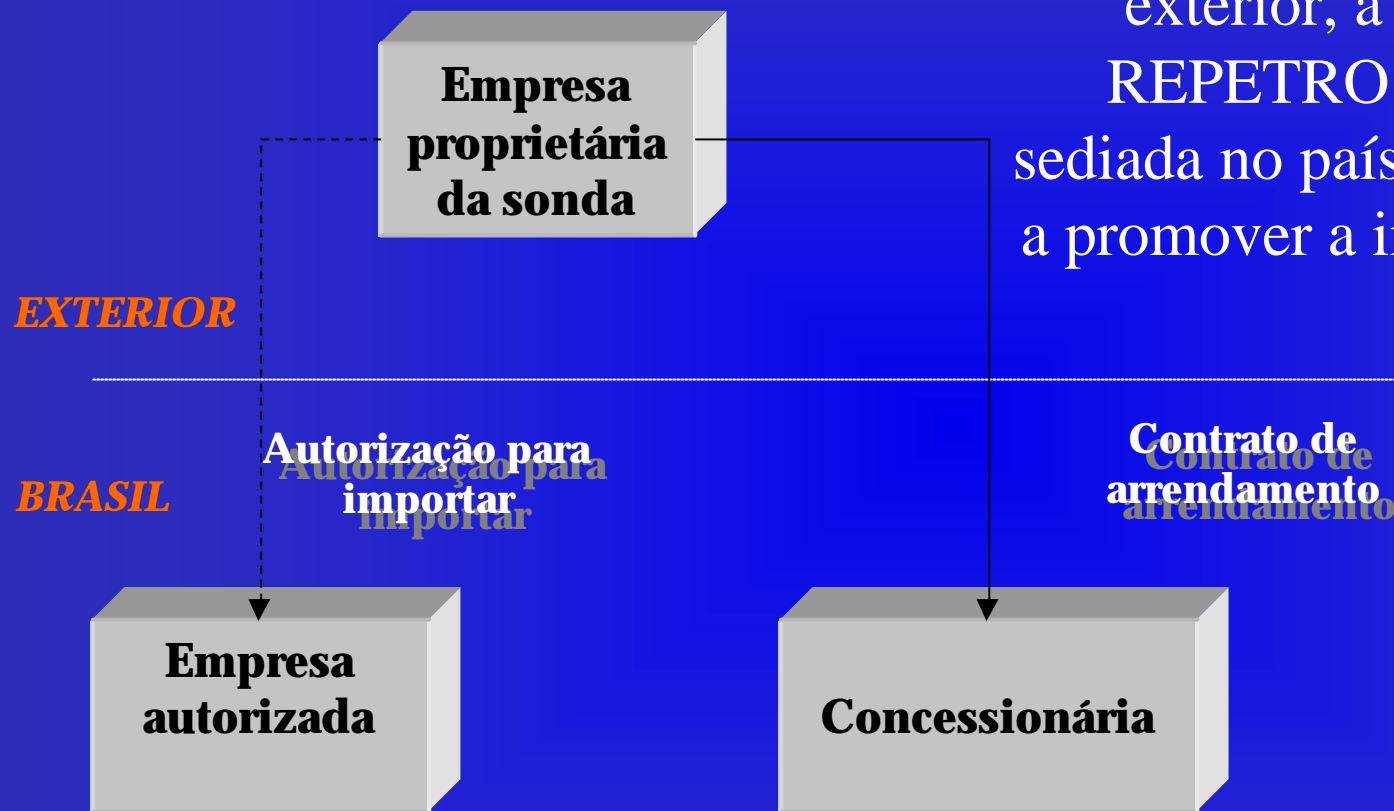 Empresa
proprietária
da sonda
exterior, a
REPETRO
sediada no país
a promover a
EXTERIOR
BRASIL
Autorização para
importar
Contrato de
arrendamento
Empresa
autorizada
Concessionária